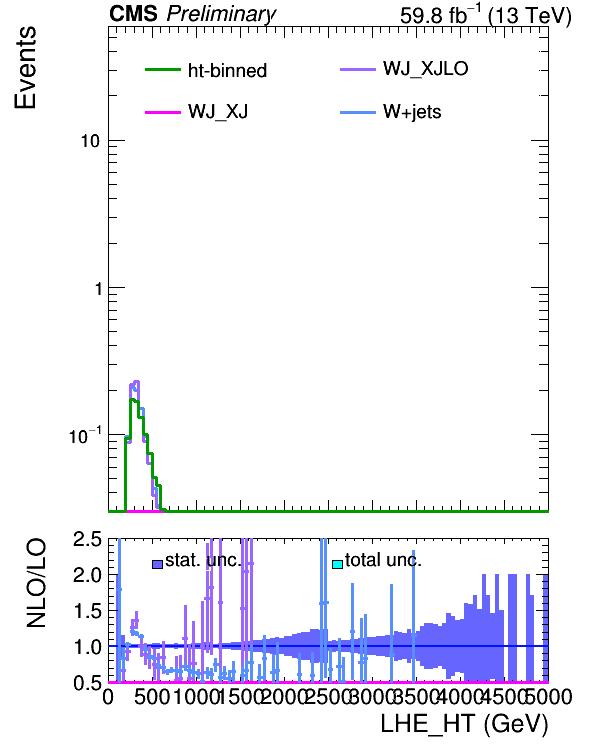 CMS Preliminary 59.8 fb⁻¹ (13 TeV)
Events
ht-binned WJ_XJLO
WJ_XJ W+jets
10
1
10⁻¹
NLO/LO
stat. unc. total unc.
2.5
2.0
1.5
1.0
0.5
0 500 1000 1500 2000 2500 3000 3500 4000 4500 5000
LHE_HT (GeV)